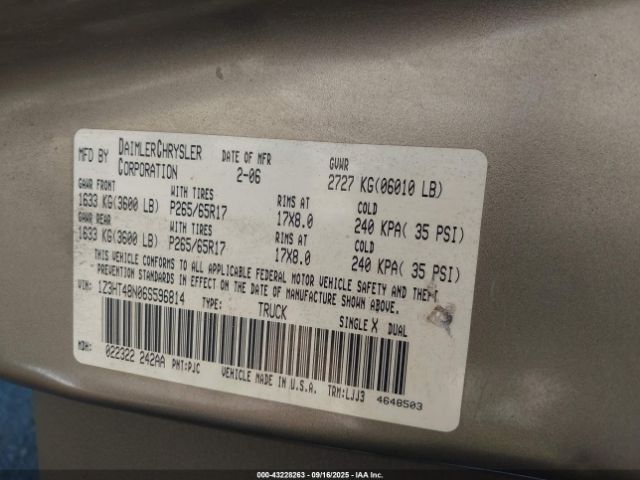 MFD BY DAIMLERCHRYSLER CORPORATION DATE OF MFR 2-06 GVWR 2727 KG(06010 LB)
GAWR FRONT WITH TIRES RIMS AT COLD
1633 KG(3600 LB) P265/65R17 17X8.0 240 KPA( 35 PSI)
GAWR REAR WITH TIRES RIMS AT COLD
1633 KG(3600 LB) P265/65R17 17X8.0 240 KPA( 35 PSI)
THIS VEHICLE CONFORMS TO ALL APPLICABLE FEDERAL MOTOR VEHICLE SAFETY AND THEFT
PREVENTION STANDARDS IN EFFECT ON THE DATE OF MANUFACTURE SHOWN ABOVE.
VIN: 1Z3HT48N06S596814 TYPE: TRUCK SINGLE X DUAL
MDH: 022322 242AA PNT:PJC VEHICLE MADE IN U.S.A. TRM:LJJ3 4648503
000-43228263 - 09/16/2025 - IAA Inc.